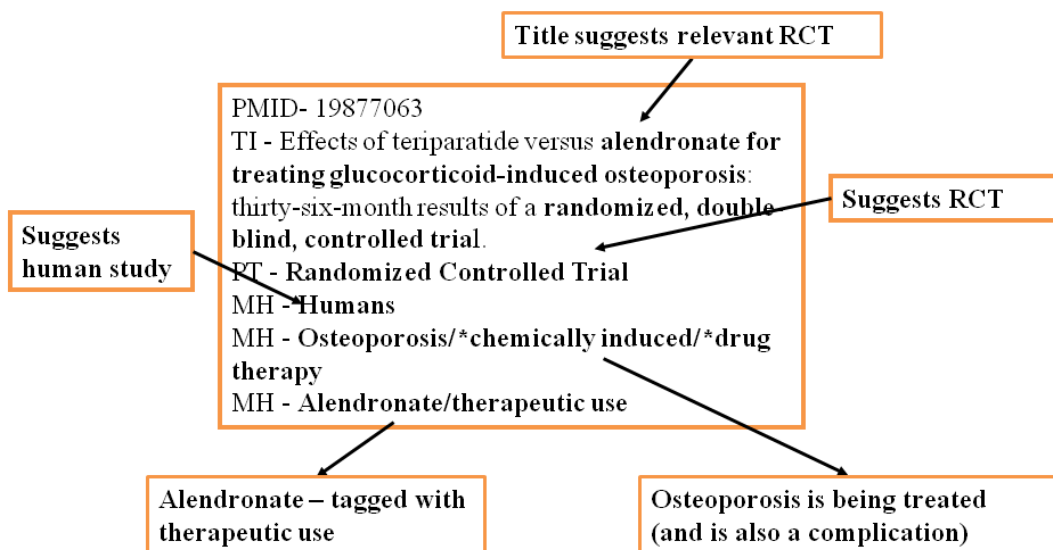 Title suggests relevant RCT
PMID- 19877063
TI - Effects of teriparatide versus alendronate for
treating glucocorticoid-induced osteoporosis:
thirty-six-month results of a randomized, double-
blind, controlled trial.
PT - Randomized Controlled Trial
MH - Humans
MH - Osteoporosis/*chemically induced/*drug
therapy
MH - Alendronate/therapeutic use
Suggests RCT
Suggests
human study
Alendronate – tagged with
therapeutic use
Osteoporosis is being treated
(and is also a complication)